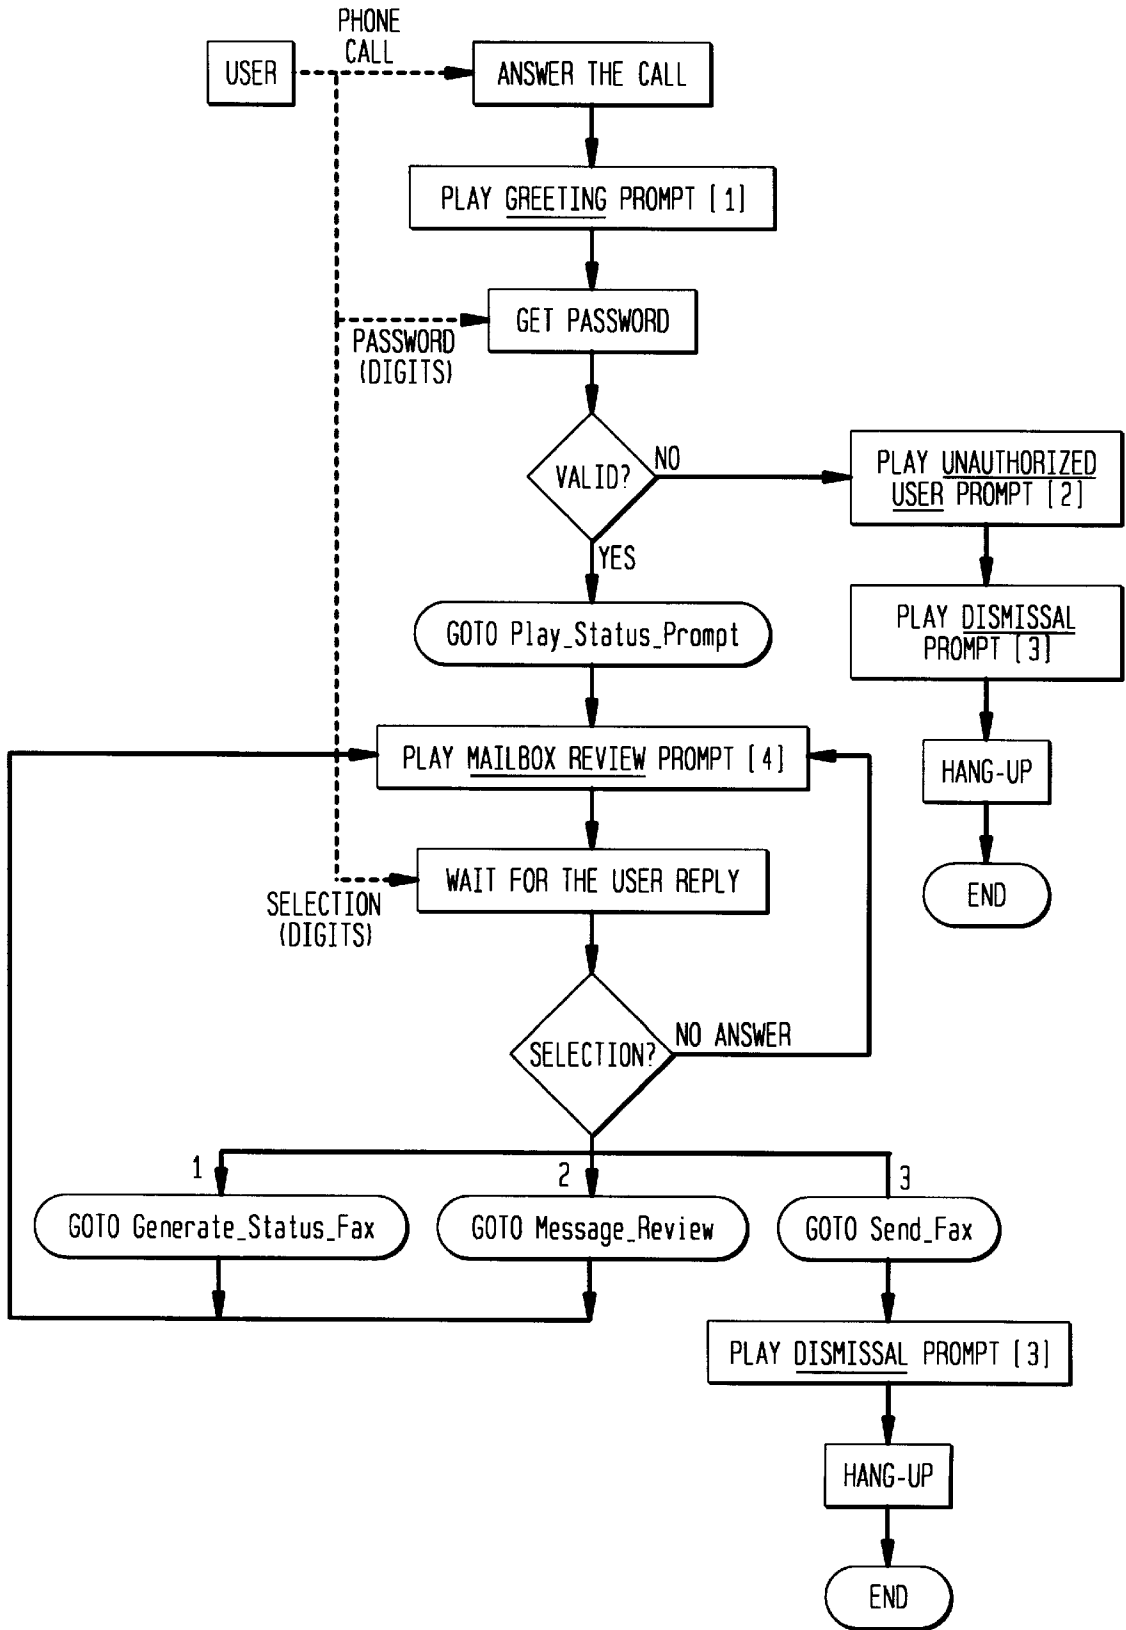 PHONE
CALL
USER
ANSWER THE CALL
PLAY GREETING PROMPT [1]
GET PASSWORD
PASSWORD
(DIGITS)
VALID?
NO
PLAY UNAUTHORIZED
USER PROMPT [2]
YES
PLAY DISMISSAL
PROMPT [3]
GOTO Play_Status_Prompt
PLAY MAILBOX REVIEW PROMPT [4]
HANG-UP
WAIT FOR THE USER REPLY
END
SELECTION
(DIGITS)
SELECTION?
NO ANSWER
1
2
3
GOTO Generate_Status_Fax
GOTO Message_Review
GOTO Send_Fax
PLAY DISMISSAL PROMPT [3]
HANG-UP
END